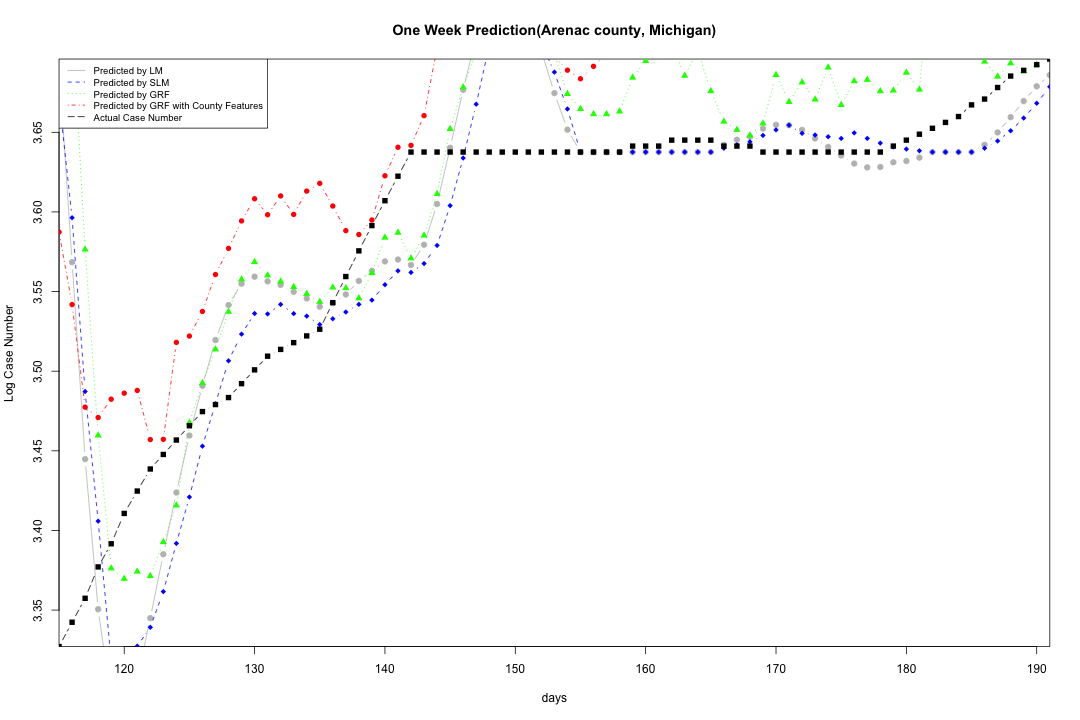 One Week Prediction(Arenac county, Michigan)
Predicted by LM
Predicted by SLM
Predicted by GRF
Predicted by GRF with County Features
Actual Case Number
Log Case Number
3.65
3.60
3.55
3.50
3.45
3.40
3.35
120 130 140 150 160 170 180 190
days